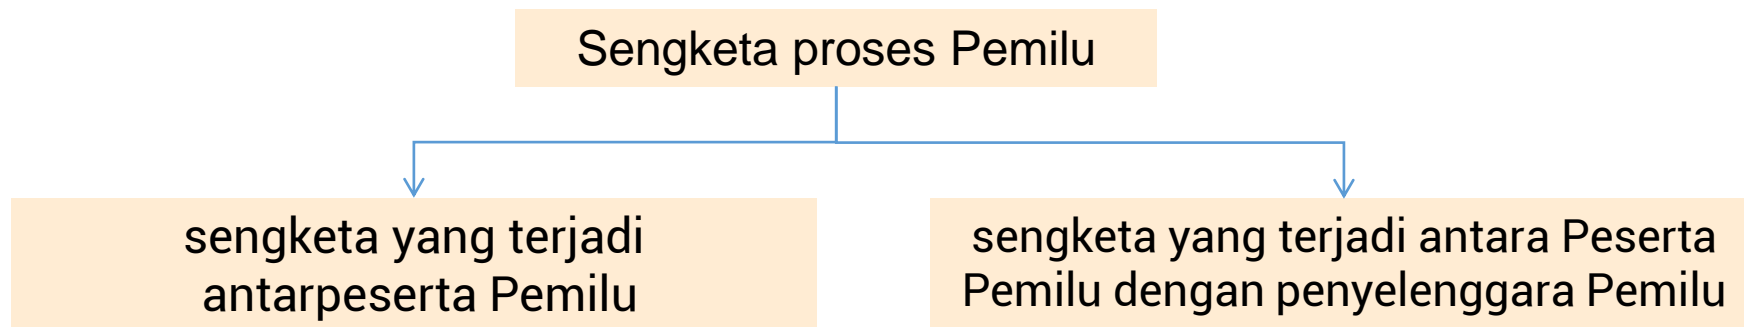 Sengketa proses Pemilu
sengketa yang terjadi
antarpeserta Pemilu
sengketa yang terjadi antara Peserta
Pemilu dengan penyelenggara Pemilu